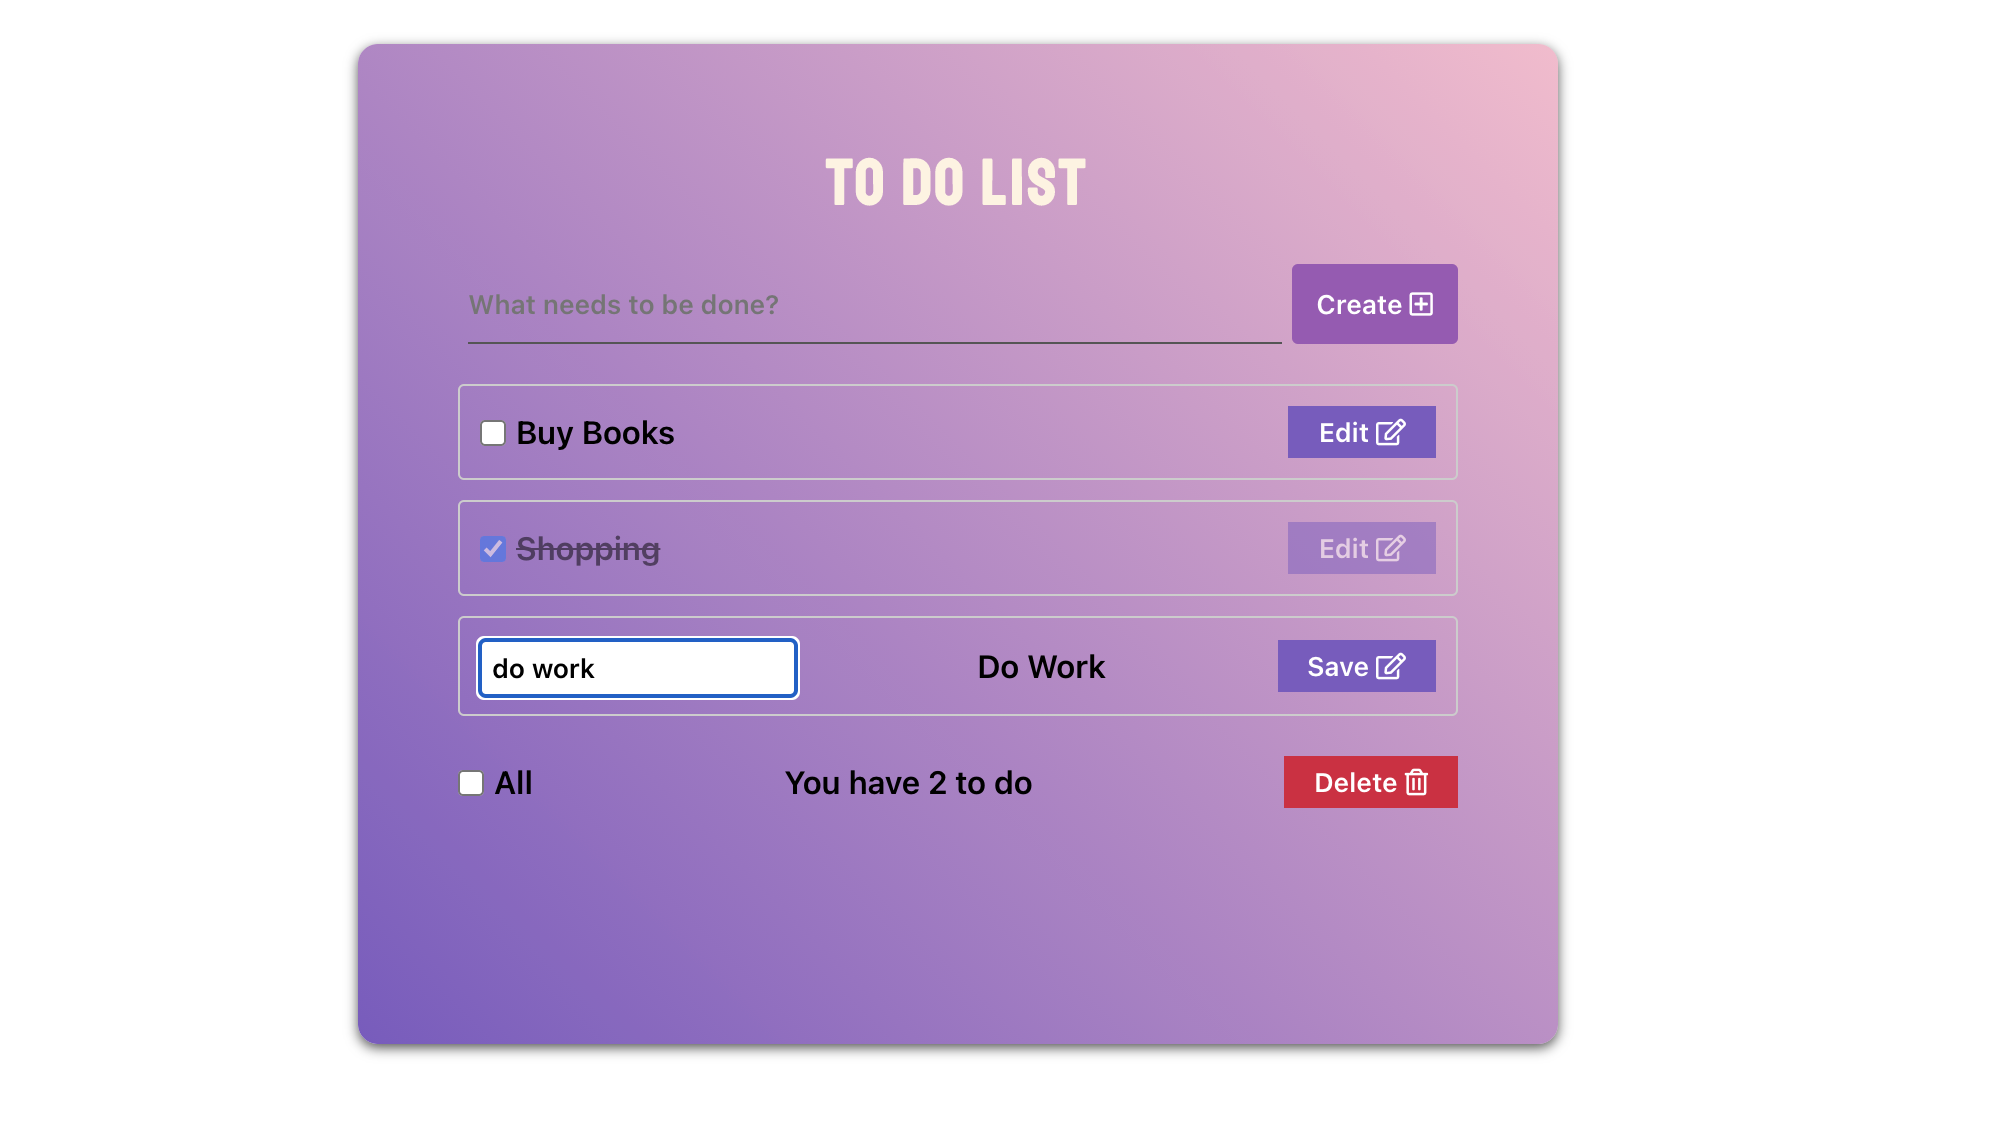 TO DO LIST
What needs to be done?
Create
Buy Books
Edit
Shopping
Edit
do work
Do Work
Save
All
You have 2 to do
Delete